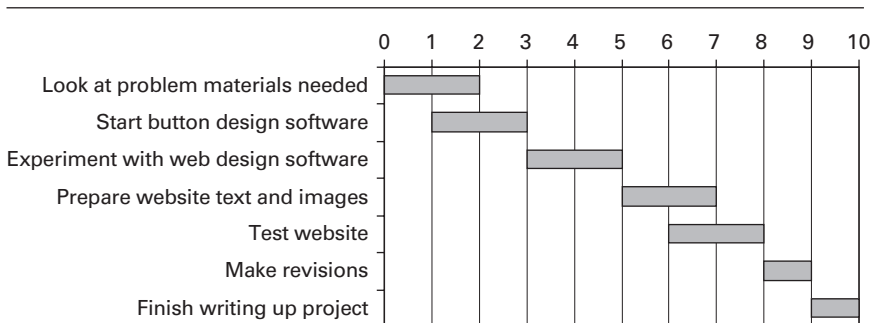 0 1 2 3 4 5 6 7 8 9 10
Look at problem materials needed
Start button design software
Experiment with web design software
Prepare website text and images
Test website
Make revisions
Finish writing up project